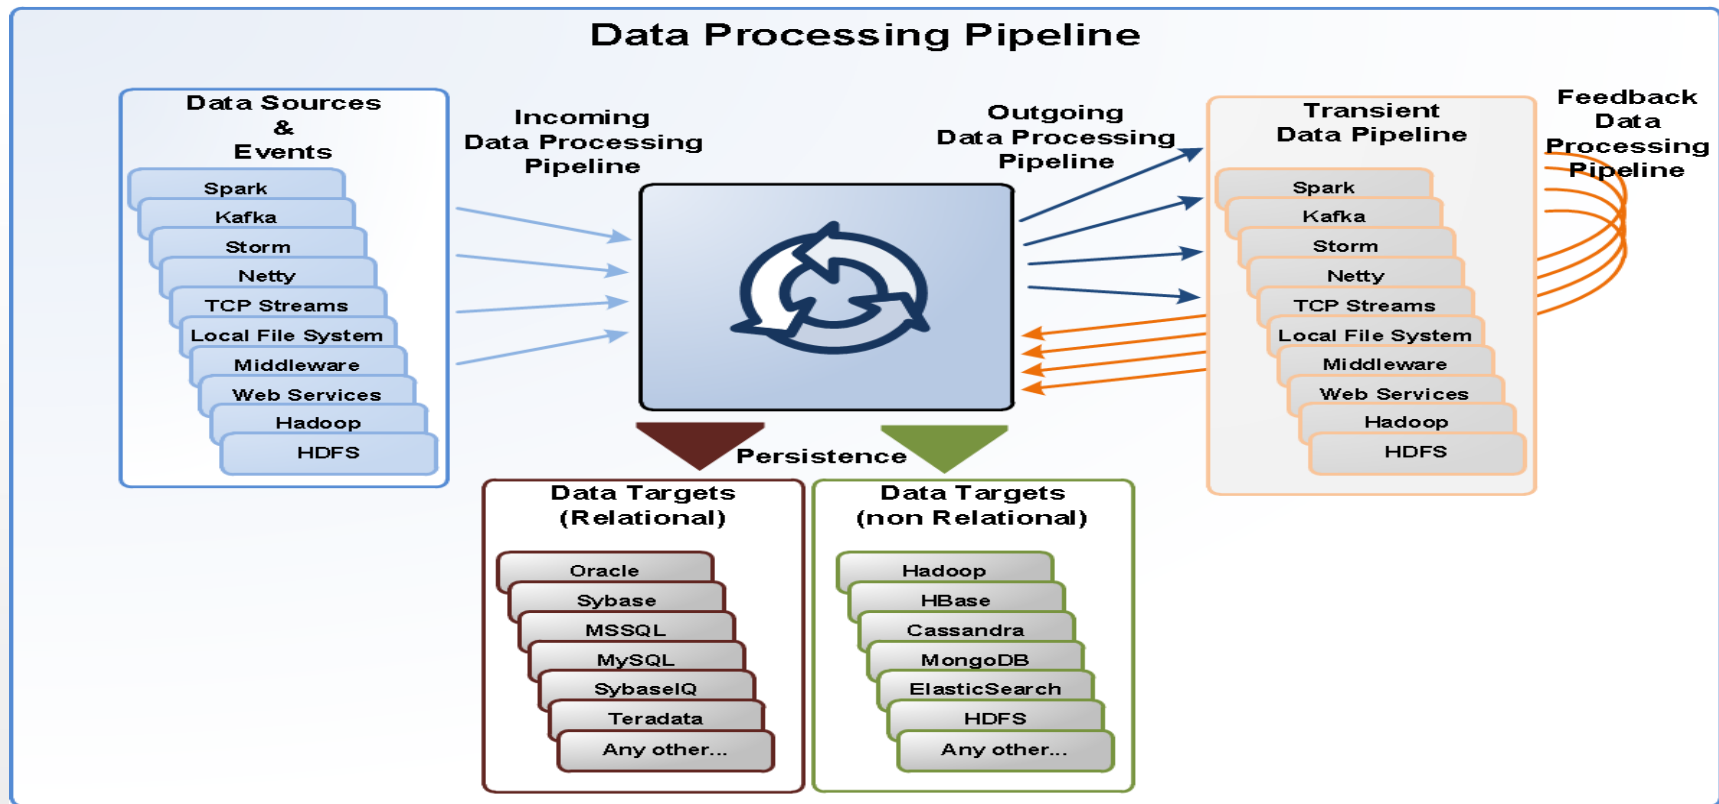 Data Processing Pipeline
Data Sources
&
Events
Spark
Kafka
Storm
Netty
TCP Streams
Local File System
Middleware
Web Services
Hadoop
HDFS
Incoming
Data Processing
Pipeline
Outgoing
Data Processing
Pipeline
Transient
Data Pipeline
Spark
Kafka
Storm
Netty
TCP Streams
Local File System
Middleware
Web Services
Hadoop
HDFS
Feedback
Data
Processing
Pipeline
Persistence
Data Targets
(Relational)
Oracle
Sybase
MSSQL
MySQL
SybaseIQ
Teradata
Any other...
Data Targets
(non Relational)
Hadoop
HBase
Cassandra
MongoDB
ElasticSearch
HDFS
Any other...